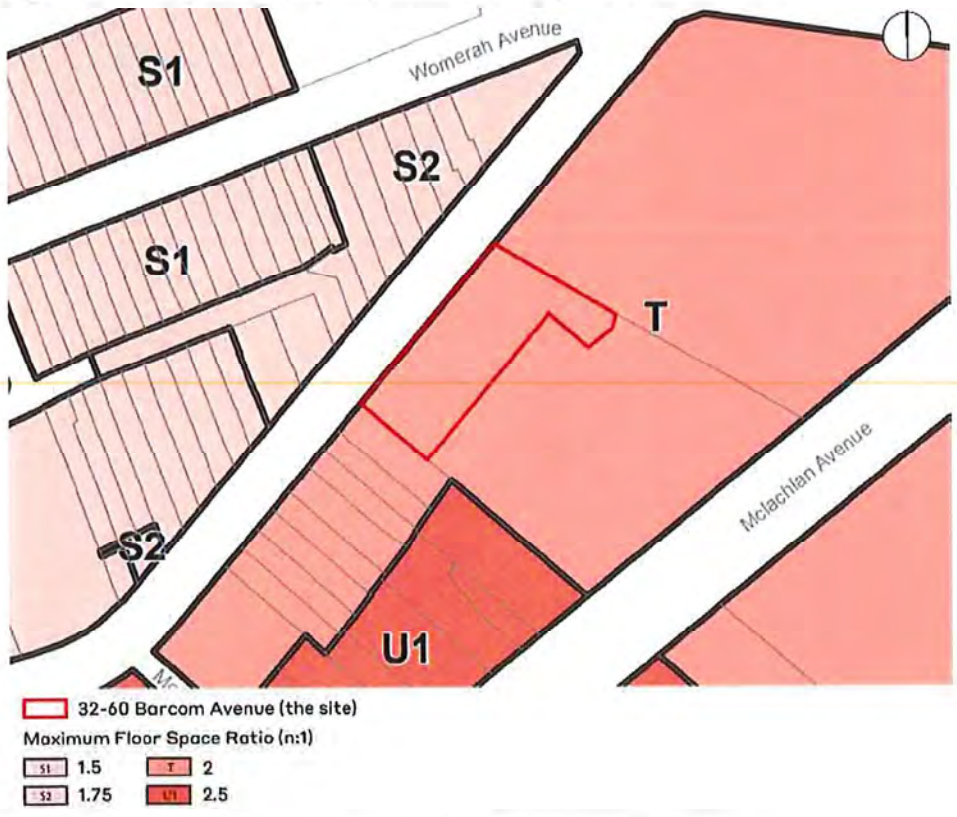 S1
Womerah Avenue
S2
S1
T
Mclachlan Avenue
S2
U1
32-60 Barcom Avenue (the site)
Maximum Floor Space Ratio (n:1)
S1 1.5 T 2
S2 1.75 U1 2.5